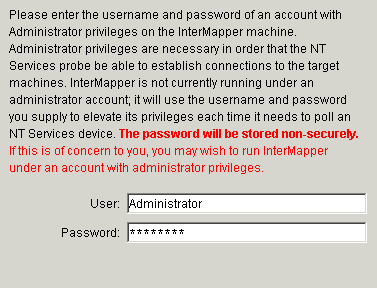 Please enter the username and password of an account with
Administrator privileges on the InterMapper machine.
Administrator privileges are necessary in order that the NT
Services probe be able to establish connections to the target
machines. InterMapper is not currently running under an
administrator account; it will use the username and password
you supply to elevate its privileges each time it needs to poll an
NT Services device. The password will be stored non-securely.
If this is of concern to you, you may wish to run InterMapper
under an account with administrator privileges.
User: Administrator
Password: ********